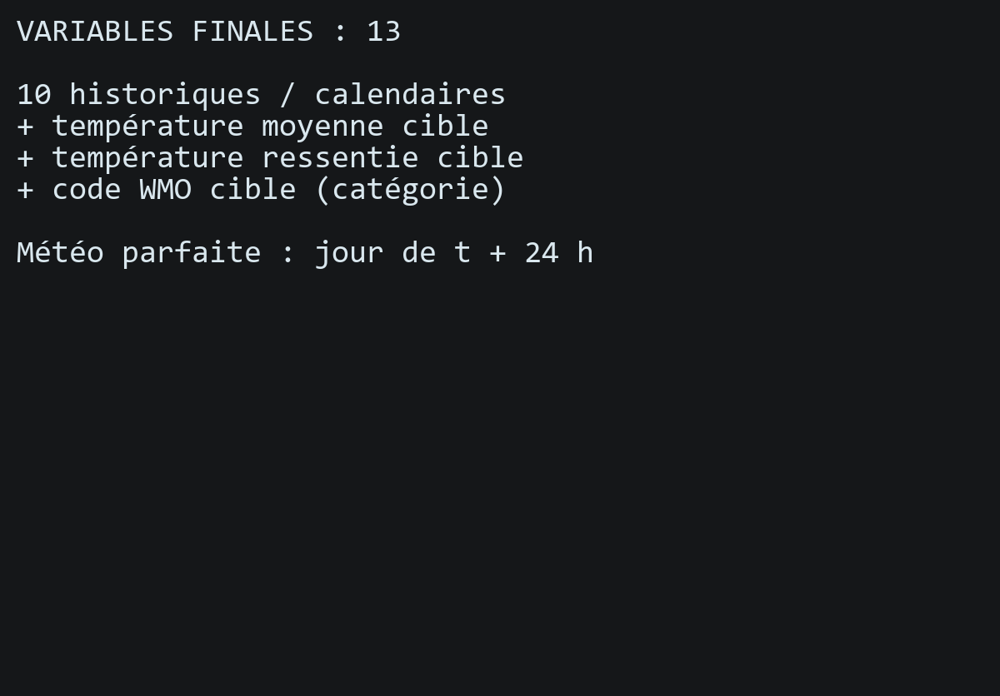 VARIABLES FINALES : 13
10 historiques / calendaires
+ température moyenne cible
+ température ressentie cible
+ code WMO cible (catégorie)
Météo parfaite : jour de t + 24 h